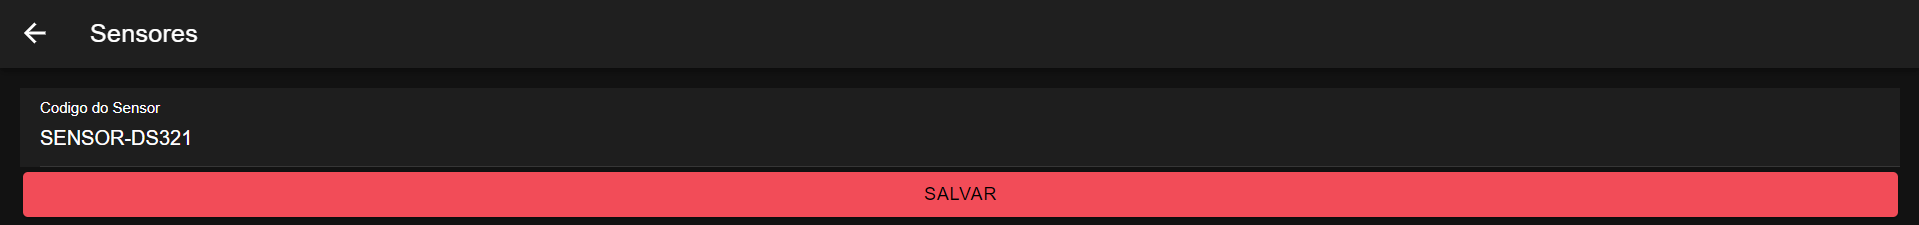 Sensores
Codigo do Sensor
SENSOR-DS321
SALVAR